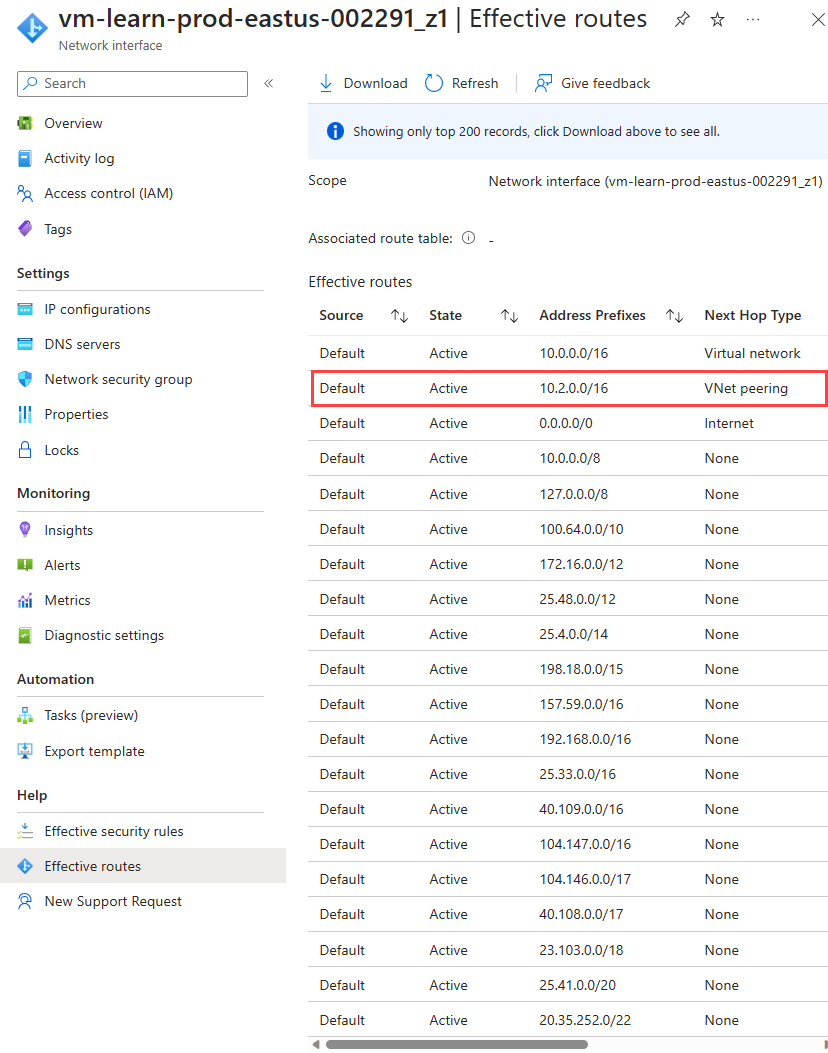 vm-learn-prod-eastus-002291_z1 | Effective routes
Network interface
Search
Overview
Activity log
Access control (IAM)
Tags
Settings
IP configurations
DNS servers
Network security group
Properties
Locks
Monitoring
Insights
Alerts
Metrics
Diagnostic settings
Automation
Tasks (preview)
Export template
Help
Effective security rules
Effective routes
New Support Request
Download Refresh Give feedback
Showing only top 200 records, click Download above to see all.
Scope Network interface (vm-learn-prod-eastus-002291_z1)
Associated route table: -
Effective routes
Source State Address Prefixes Next Hop Type
Default Active 10.0.0.0/16 Virtual network
Default Active 10.2.0.0/16 VNet peering
Default Active 0.0.0.0/0 Internet
Default Active 10.0.0.0/8 None
Default Active 127.0.0.0/8 None
Default Active 100.64.0.0/10 None
Default Active 172.16.0.0/12 None
Default Active 25.48.0.0/12 None
Default Active 25.4.0.0/14 None
Default Active 198.18.0.0/15 None
Default Active 157.59.0.0/16 None
Default Active 192.168.0.0/16 None
Default Active 25.33.0.0/16 None
Default Active 40.109.0.0/16 None
Default Active 104.147.0.0/16 None
Default Active 104.146.0.0/17 None
Default Active 40.108.0.0/17 None
Default Active 23.103.0.0/18 None
Default Active 25.41.0.0/20 None
Default Active 20.35.252.0/22 None